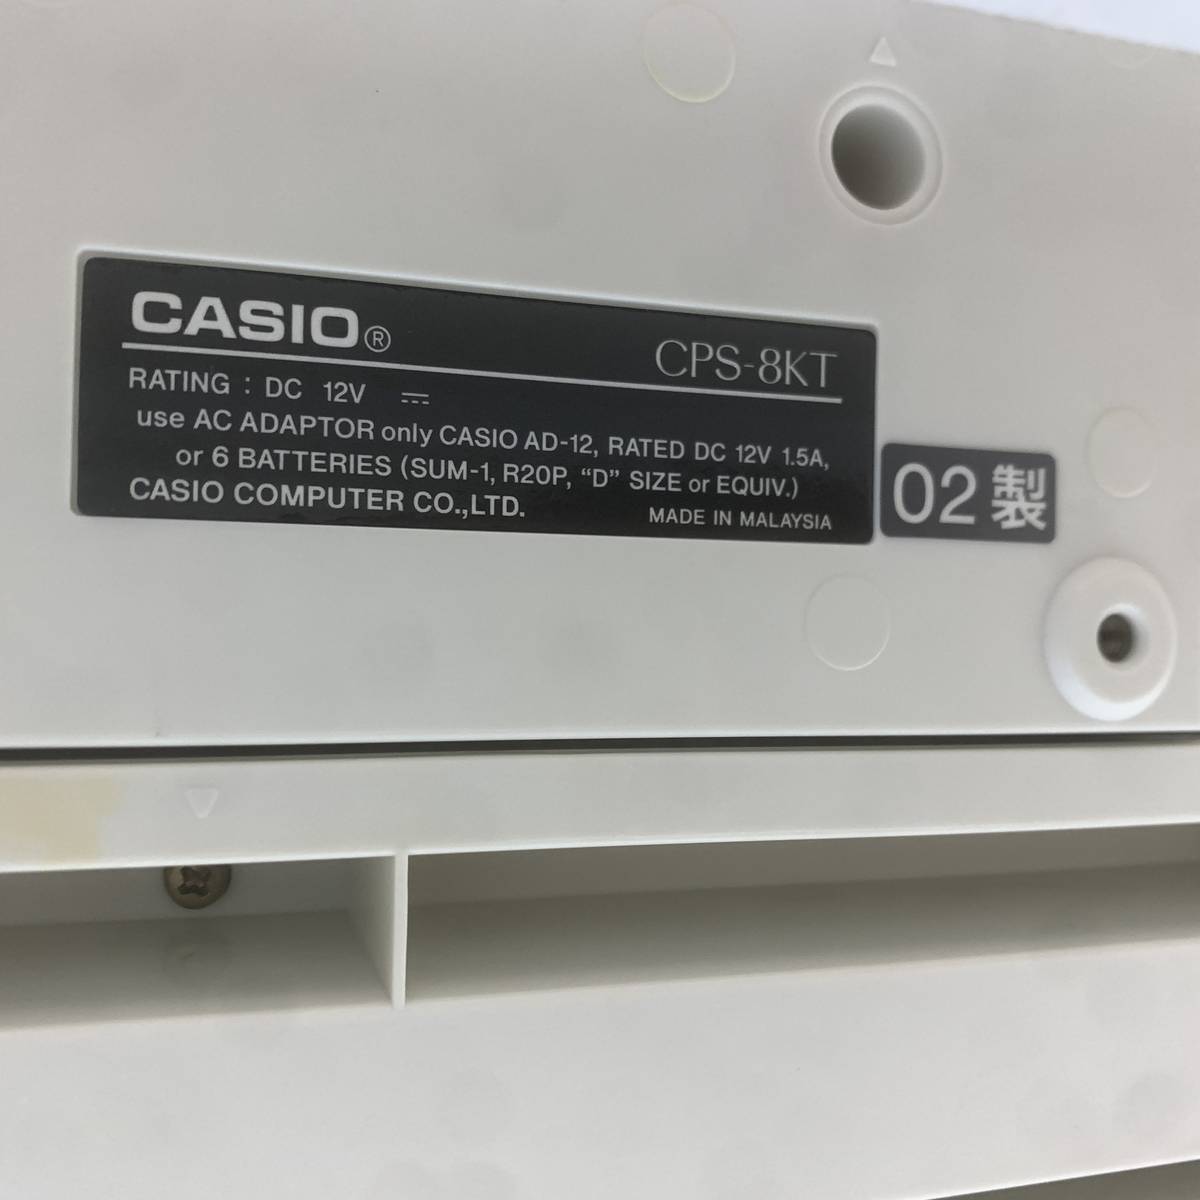 CASIO®
CPS-8KT
RATING : DC 12V ⎓
use AC ADAPTOR only CASIO AD-12, RATED DC 12V 1.5A,
or 6 BATTERIES (SUM-1, R20P, “D” SIZE or EQUIV.)
CASIO COMPUTER CO.,LTD.
MADE IN MALAYSIA
02 製